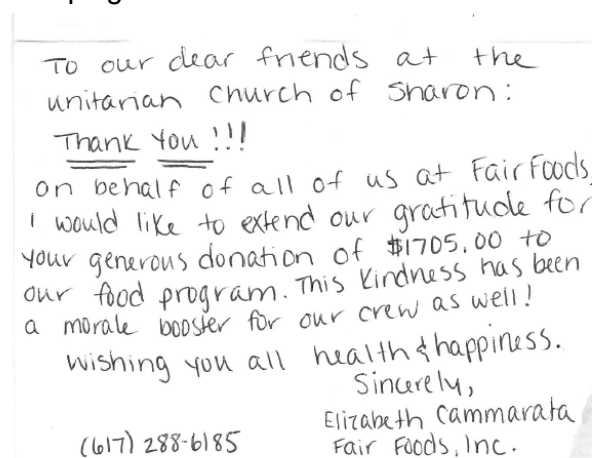 To our dear friends at the
unitarian Church of Sharon:
Thank You!!!
on behalf of all of us at Fair Foods,
I would like to extend our gratitude for
your generous donation of $1705.00 to
our food program. This kindness has been
a morale booster for our crew as well!
Wishing you all health & happiness.
Sincerely,
Elizabeth Cammarata
(617) 288-6185 Fair Foods, Inc.